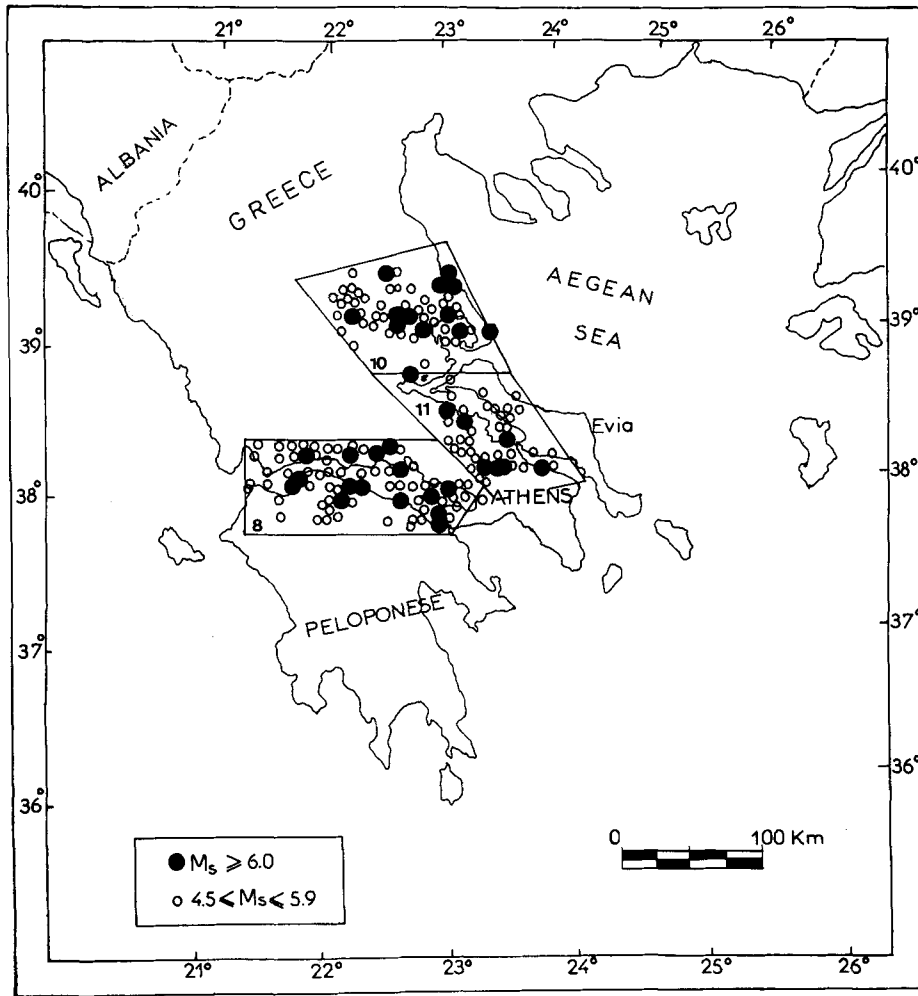 21° 22° 23° 24° 25° 26°
ALBANIA
GREECE
40° 40°
AEGEAN
SEA
39° 39°
10
11
Evia
38° 38°
ATHENS
8
PELOPONESE
37° 37°
36° 36°
0 100 Km
● Ms ⩾ 6.0
○ 4.5 ⩽ Ms ⩽ 5.9
21° 22° 23° 24° 25° 26°